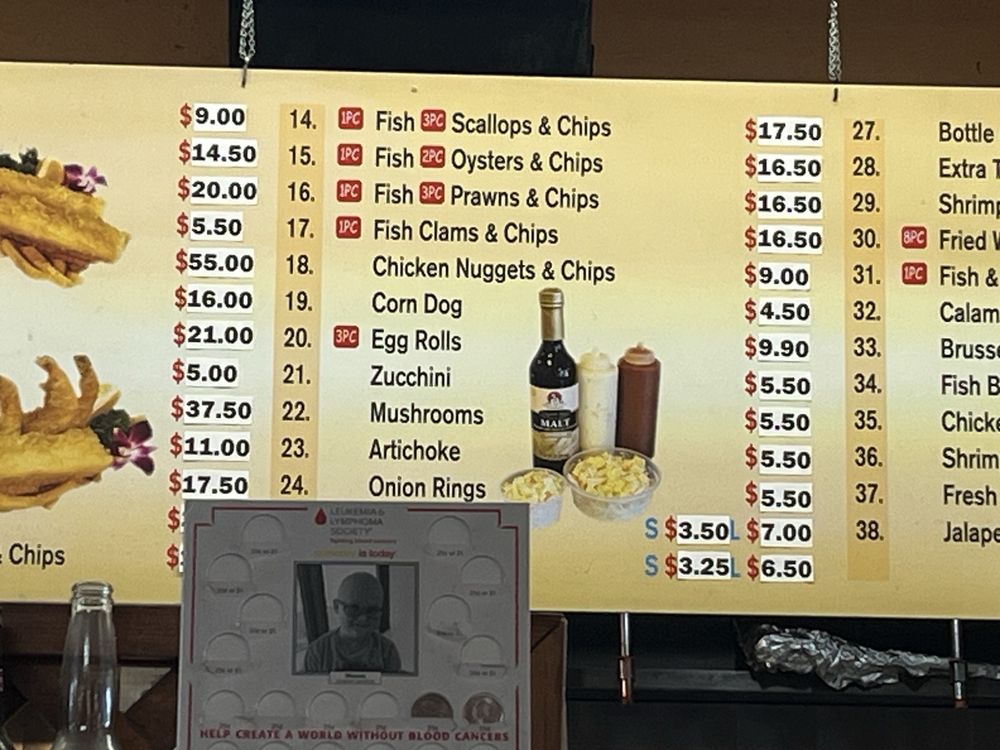 $9.00
$14.50
$20.00
$5.50
$55.00
$16.00
$21.00
$5.00
$37.50
$11.00
$17.50
$
$
& Chips
14. 1PC Fish 3PC Scallops & Chips $17.50
15. 1PC Fish 2PC Oysters & Chips $16.50
16. 1PC Fish 3PC Prawns & Chips $16.50
17. 1PC Fish Clams & Chips $16.50
18. Chicken Nuggets & Chips $9.00
19. Corn Dog $4.50
20. 3PC Egg Rolls $9.90
21. Zucchini $5.50
22. Mushrooms $5.50
23. Artichoke $5.50
24. Onion Rings $5.50
S $3.50 L $7.00
S $3.25 L $6.50
MALT
27. Bottle
28. Extra
29. Shrimp
30. 8PC Fried
31. 1PC Fish &
32. Calam
33. Brusse
34. Fish B
35. Chicke
36. Shrim
37. Fresh
38. Jalape
LEUKEMIA &
LYMPHOMA
SOCIETY
fighting blood cancers
someday is today
HELP CREATE A WORLD WITHOUT BLOOD CANCERS